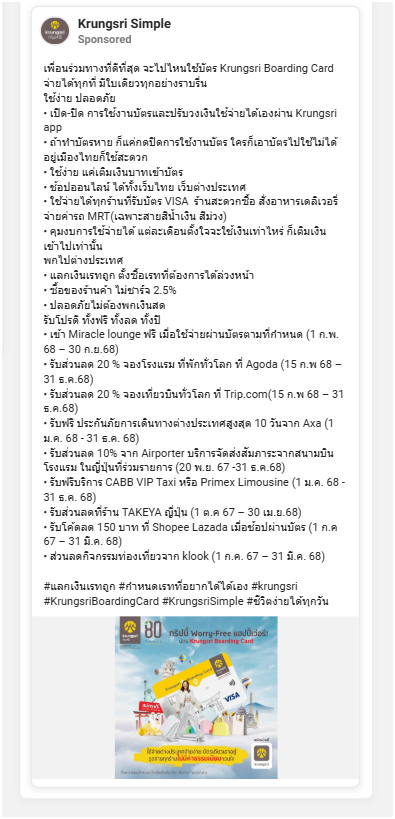 Krungsri Simple
Sponsored
เพื่อนร่วมทางที่ดีที่สุด จะไปไหนใช้บัตร Krungsri Boarding Card
จ่ายได้ทุกที่ มีใบเดียวทุกอย่างราบรื่น
ใช้ง่าย ปลอดภัย
• เปิด-ปิด การใช้งานบัตรและปรับวงเงินใช้จ่ายได้เองผ่าน Krungsri
app
• ถ้าทำบัตรหาย ก็แค่กดปิดการใช้งานบัตร ใครก็เอาบัตรไปใช้ไม่ได้
อยู่เมืองไทยก็ใช้สะดวก
• ใช้ง่าย แค่เติมเงินบาทเข้าบัตร
• ช้อปออนไลน์ ได้ทั้งเว็บไทย เว็บต่างประเทศ
• ใช้จ่ายได้ทุกร้านที่รับบัตร VISA ร้านสะดวกซื้อ สั่งอาหารเดลิเวอรี่
จ่ายค่ารถ MRT(เฉพาะสายสีน้ำเงิน สีม่วง)
• คุมงบการใช้จ่ายได้ แต่ละเดือนตั้งใจจะใช้เงินเท่าไหร่ ก็เติมเงิน
เข้าไปเท่านั้น
พกไปต่างประเทศ
• แลกเงินเรทถูก ตั้งซื้อเรทที่ต้องการได้ล่วงหน้า
• ซื้อของร้านค้า ไม่ชาร์จ 2.5%
• ปลอดภัยไม่ต้องพกเงินสด
รับโปรดี ทั้งฟรี ทั้งลด ทั้งปี
• เข้า Miracle lounge ฟรี เมื่อใช้จ่ายผ่านบัตรตามที่กำหนด (1 ก.พ.
68 – 30 ก.ย.68)
• รับส่วนลด 20 % จองโรงแรม ที่พักทั่วโลก ที่ Agoda (15 ก.พ 68 –
31 ธ.ค.68)
• รับส่วนลด 20 % จองเที่ยวบินทั่วโลก ที่ Trip.com(15 ก.พ 68 – 31
ธ.ค.68)
• รับฟรี ประกันภัยการเดินทางต่างประเทศสูงสุด 10 วันจาก Axa (1
ม.ค. 68 - 31 ธ.ค. 68)
• รับส่วนลด 10% จาก Airporter บริการจัดส่งสัมภาระจากสนามบิน
โรงแรม ในญี่ปุ่นที่ร่วมรายการ (20 พ.ย. 67 -31 ธ.ค.68)
• รับฟรีบริการ CABB VIP Taxi หรือ Primex Limousine (1 ม.ค. 68 -
31 ธ.ค. 68)
• รับส่วนลดที่ร้าน TAKEYA ญี่ปุ่น (1 ต.ค 67 – 30 เม.ย.68)
• รับโค้ดลด 150 บาท ที่ Shopee Lazada เมื่อช้อปผ่านบัตร (1 ก.ค
67 – 31 มี.ค. 68)
• ส่วนลดกิจกรรมท่องเที่ยวจาก klook (1 ก.ค. 67 – 31 มี.ค. 68)
#แลกเงินเรทถูก #กำหนดเรทที่อยากได้ได้เอง #krungsri
#KrungsriBoardingCard #KrungsriSimple #ชีวิตง่ายได้ทุกวัน
krungsri
80
ทริปนี้ Worry-Free แฮปปี้เว่อร์!
ผ่าน Krungsri Boarding Card
Krungsri Boarding Card
VISA
krungsri